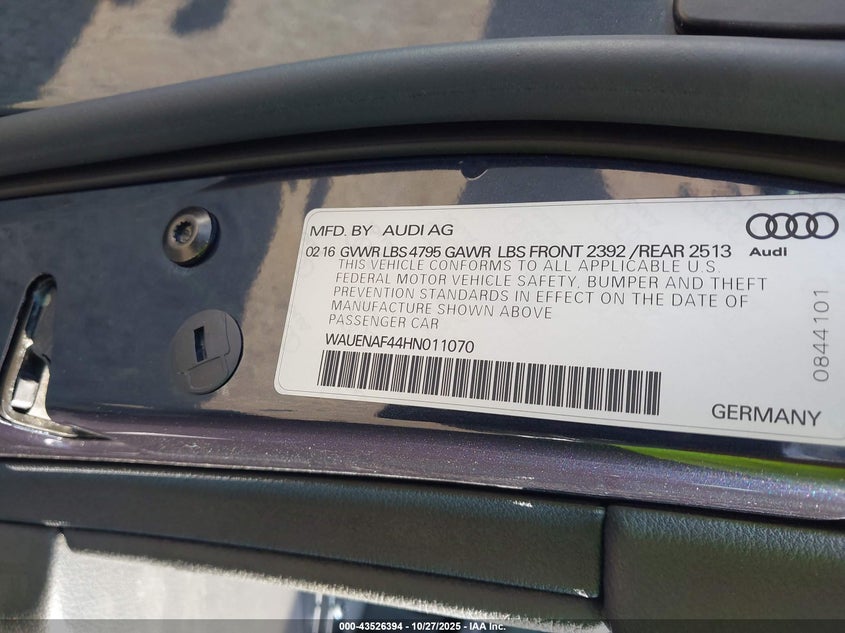 MFD. BY AUDI AG
Audi
02 16 GVWR LBS 4795 GAWR LBS FRONT 2392 /REAR 2513
THIS VEHICLE CONFORMS TO ALL APPLICABLE U.S.
FEDERAL MOTOR VEHICLE SAFETY, BUMPER AND THEFT
PREVENTION STANDARDS IN EFFECT ON THE DATE OF
MANUFACTURE SHOWN ABOVE
PASSENGER CAR
WAUENAF44HN011070
GERMANY
0844101
000-43526394 - 10/27/2025 - IAA Inc.